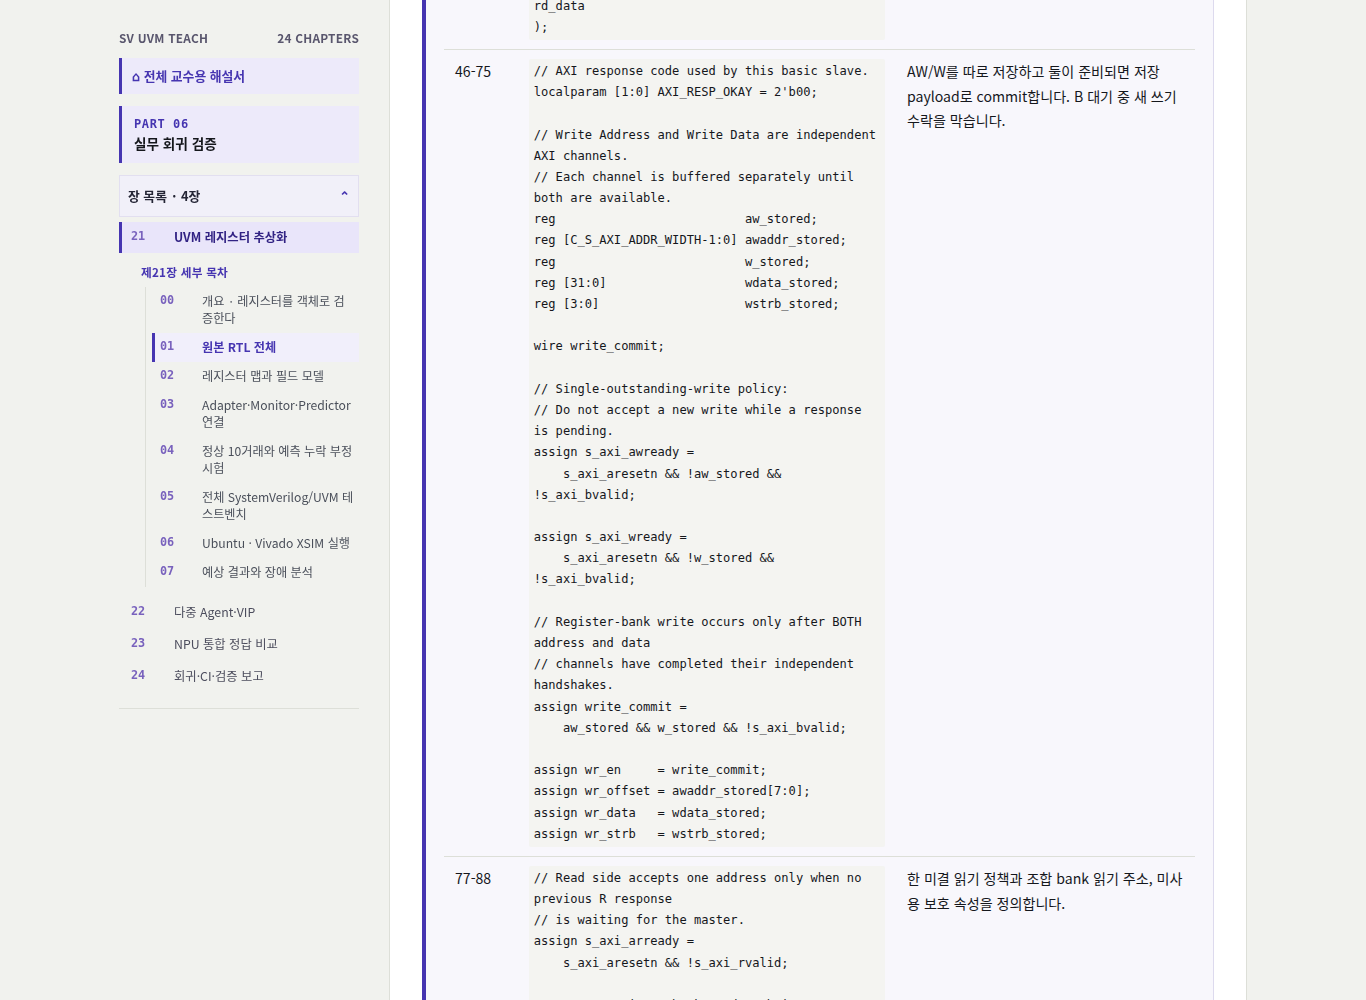 SV UVM TEACH
24 CHAPTERS
⌂ 전체 교수용 해설서
PART 06
실무 회귀 검증
장 목록 · 4장
21 UVM 레지스터 추상화
제21장 세부 목차
00 개요 · 레지스터를 객체로 검
증한다
01 원본 RTL 전체
02 레지스터 맵과 필드 모델
03 Adapter·Monitor·Predictor
연결
04 정상 10거래와 예측 누락 부정
시험
05 전체 SystemVerilog/UVM 테
스트벤치
06 Ubuntu · Vivado XSIM 실행
07 예상 결과와 장애 분석
22 다중 Agent·VIP
23 NPU 통합 정답 비교
24 회귀·CI·검증 보고
rd_data
);
46-75
// AXI response code used by this basic slave.
localparam [1:0] AXI_RESP_OKAY = 2'b00;
// Write Address and Write Data are independent
AXI channels.
// Each channel is buffered separately until
both are available.
reg                          aw_stored;
reg [C_S_AXI_ADDR_WIDTH-1:0] awaddr_stored;
reg                          w_stored;
reg [31:0]                   wdata_stored;
reg [3:0]                    wstrb_stored;
wire write_commit;
// Single-outstanding-write policy:
// Do not accept a new write while a response
is pending.
assign s_axi_awready =
    s_axi_aresetn && !aw_stored &&
!s_axi_bvalid;
assign s_axi_wready =
    s_axi_aresetn && !w_stored &&
!s_axi_bvalid;
// Register-bank write occurs only after BOTH
address and data
// channels have completed their independent
handshakes.
assign write_commit =
    aw_stored && w_stored && !s_axi_bvalid;
assign wr_en     = write_commit;
assign wr_offset = awaddr_stored[7:0];
assign wr_data   = wdata_stored;
assign wr_strb   = wstrb_stored;
AW/W를 따로 저장하고 둘이 준비되면 저장
payload로 commit합니다. B 대기 중 새 쓰기
수락을 막습니다.
77-88
// Read side accepts one address only when no
previous R response
// is waiting for the master.
assign s_axi_arready =
    s_axi_aresetn && !s_axi_rvalid;
한 미결 읽기 정책과 조합 bank 읽기 주소, 미사
용 보호 속성을 정의합니다.